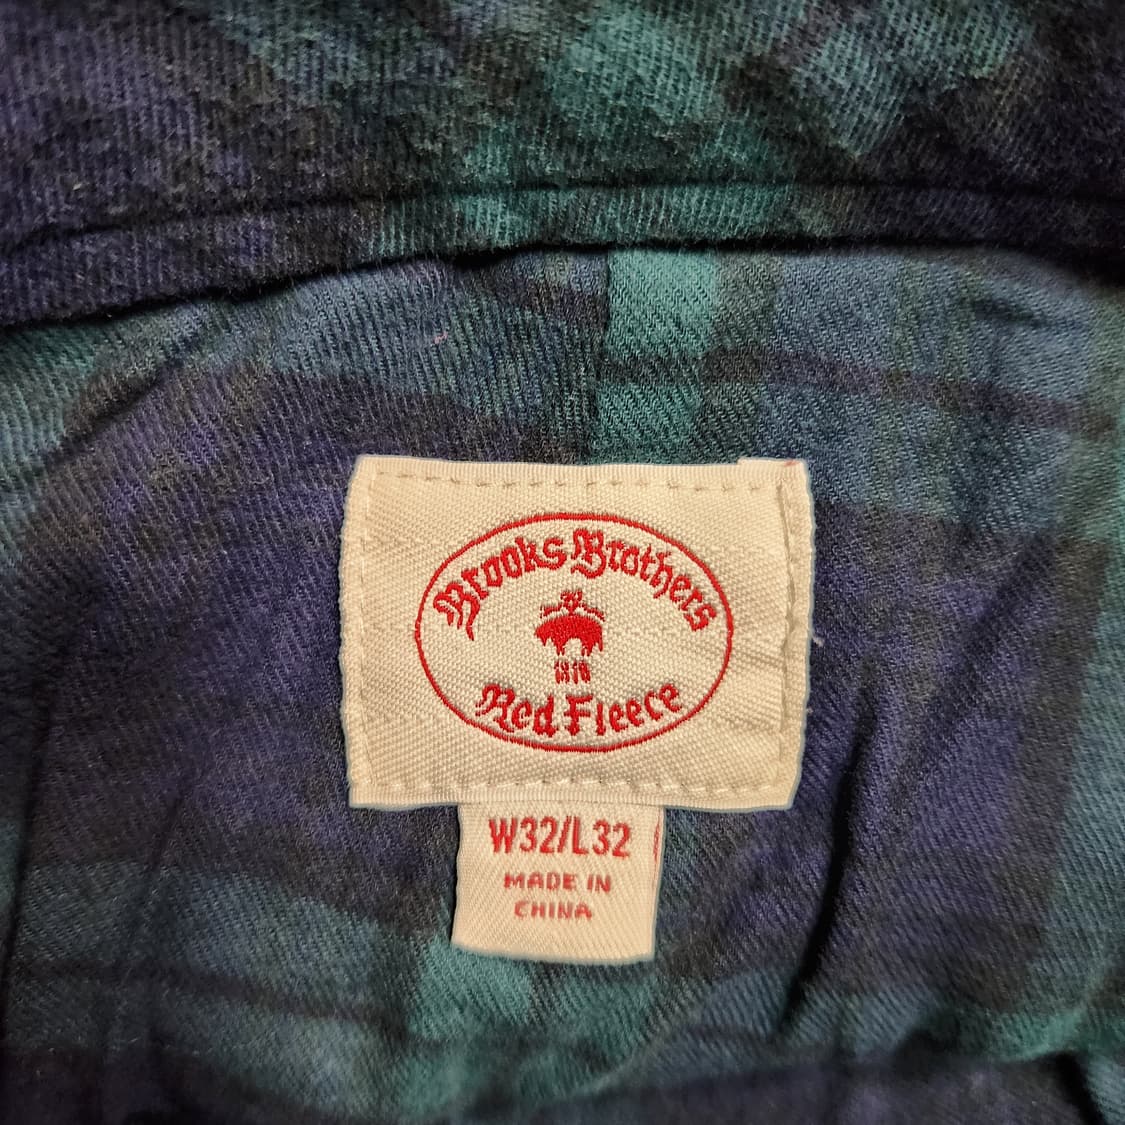 Brooks Brothers
1818
Red Fleece
W32/L32
MADE IN
CHINA